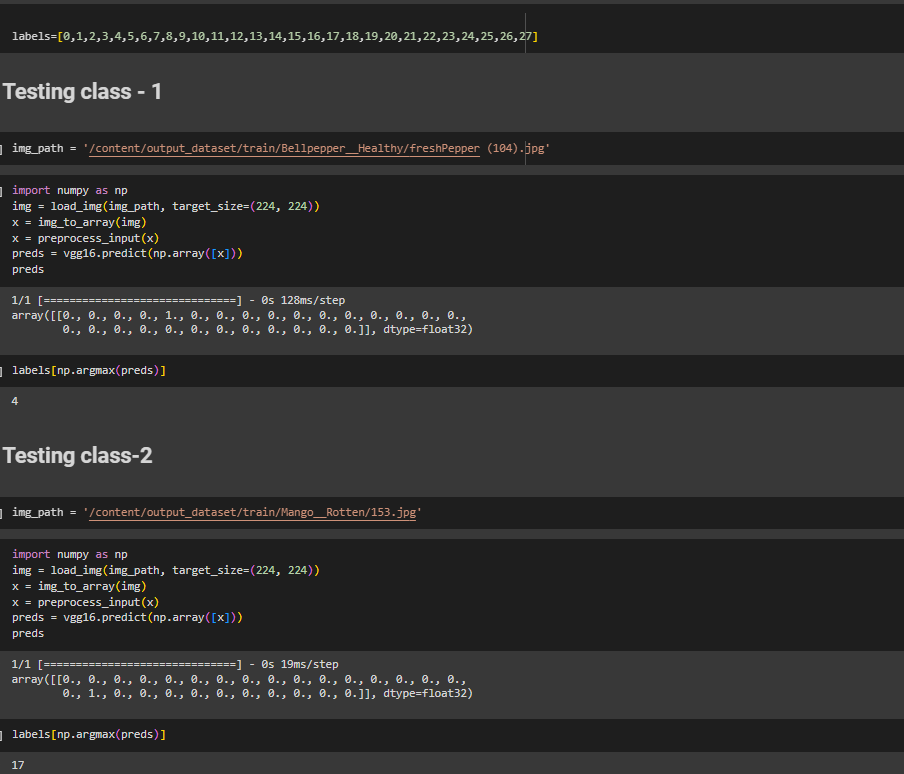 labels=[0,1,2,3,4,5,6,7,8,9,10,11,12,13,14,15,16,17,18,19,20,21,22,23,24,25,26,27]
Testing class - 1
] img_path = '/content/output_dataset/train/Bellpepper__Healthy/freshPepper (104).jpg'
] import numpy as np
img = load_img(img_path, target_size=(224, 224))
x = img_to_array(img)
x = preprocess_input(x)
preds = vgg16.predict(np.array([x]))
preds
1/1 [==============================] - 0s 128ms/step
array([[0., 0., 0., 0., 1., 0., 0., 0., 0., 0., 0., 0., 0., 0., 0., 0.,
0., 0., 0., 0., 0., 0., 0., 0., 0., 0., 0., 0.]], dtype=float32)
] labels[np.argmax(preds)]
4
Testing class-2
] img_path = '/content/output_dataset/train/Mango__Rotten/153.jpg'
] import numpy as np
img = load_img(img_path, target_size=(224, 224))
x = img_to_array(img)
x = preprocess_input(x)
preds = vgg16.predict(np.array([x]))
preds
1/1 [==============================] - 0s 19ms/step
array([[0., 0., 0., 0., 0., 0., 0., 0., 0., 0., 0., 0., 0., 0., 0., 0.,
0., 1., 0., 0., 0., 0., 0., 0., 0., 0., 0., 0.]], dtype=float32)
] labels[np.argmax(preds)]
17